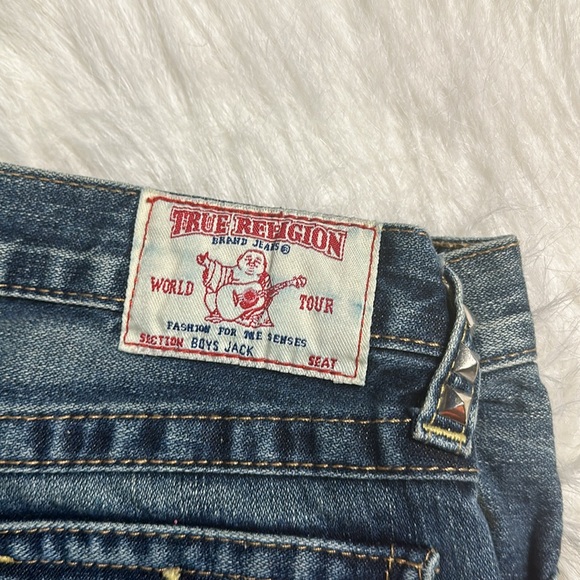 TRUE RELIGION
BRAND JEANS®
WORLD TOUR
FASHION FOR THE SENSES
SECTION BOYS JACK SEAT